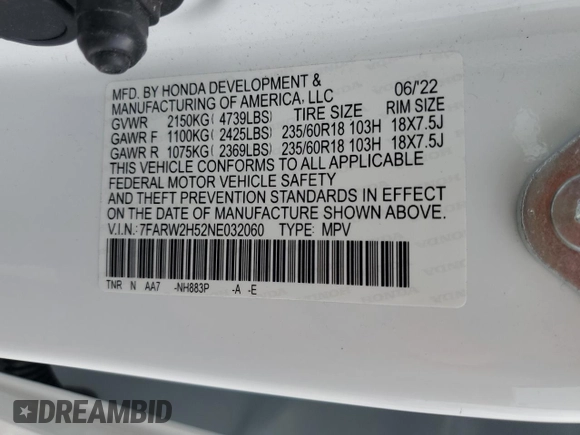 MFD. BY HONDA DEVELOPMENT &
MANUFACTURING OF AMERICA, LLC 06/'22
GVWR 2150KG( 4739LBS) TIRE SIZE RIM SIZE
GAWR F 1100KG( 2425LBS) 235/60R18 103H 18X7.5J
GAWR R 1075KG( 2369LBS) 235/60R18 103H 18X7.5J
THIS VEHICLE CONFORMS TO ALL APPLICABLE
FEDERAL MOTOR VEHICLE SAFETY
AND THEFT PREVENTION STANDARDS IN EFFECT
ON THE DATE OF MANUFACTURE SHOWN ABOVE.
V.I.N.:7FARW2H52NE032060 TYPE: MPV
TNR N AA7 -NH883P -A -E
DREAMBID